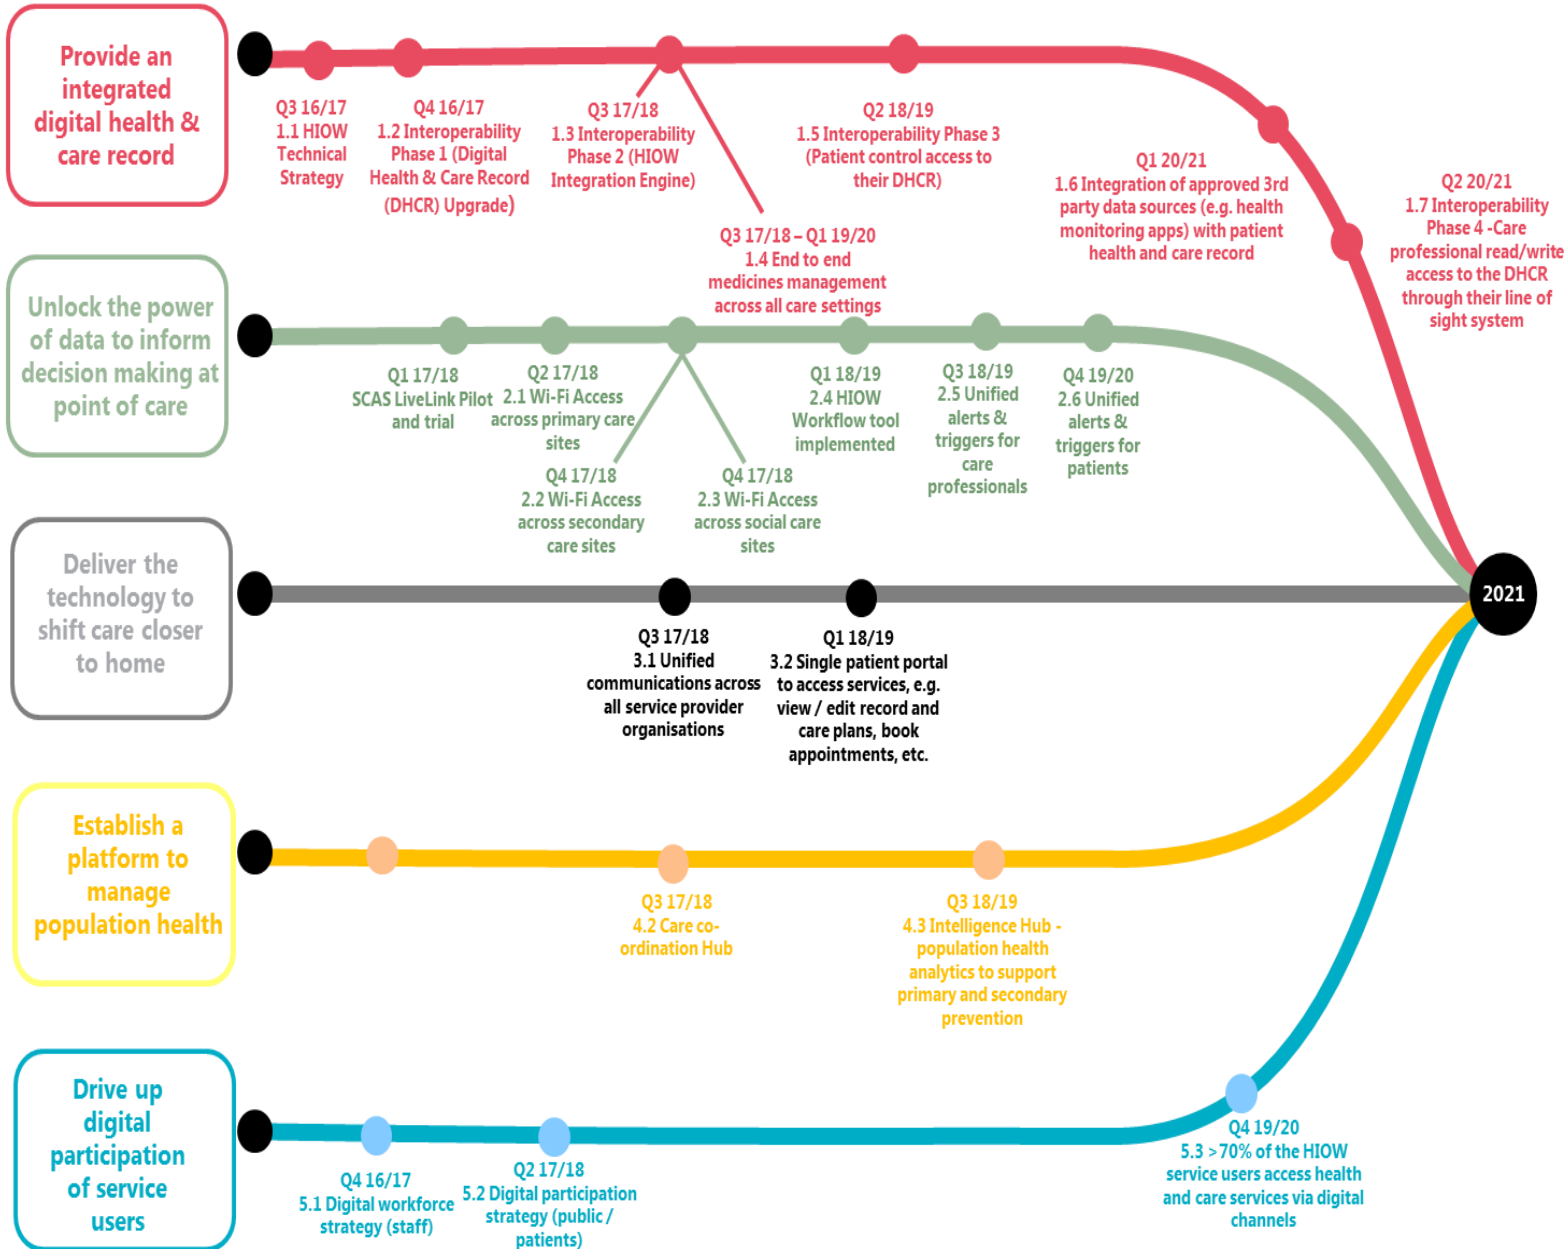 Provide an
integrated
digital health &
care record
Q3 16/17
1.1 HIOW
Technical
Strategy
Q4 16/17
1.2 Interoperability
Phase 1 (Digital
Health & Care Record
(DHCR) Upgrade)
Q3 17/18
1.3 Interoperability
Phase 2 (HIOW
Integration Engine)
Q3 17/18 – Q1 19/20
1.4 End to end
medicines management
across all care settings
Q2 18/19
1.5 Interoperability Phase 3
(Patient control access to
their DHCR)
Q1 20/21
1.6 Integration of approved 3rd
party data sources (e.g. health
monitoring apps) with patient
health and care record
Q2 20/21
1.7 Interoperability
Phase 4 -Care
professional read/write
access to the DHCR
through their line of
sight system
Unlock the power
of data to inform
decision making at
point of care
Q1 17/18
SCAS LiveLink Pilot
and trial
Q2 17/18
2.1 Wi-Fi Access
across primary care
sites
Q4 17/18
2.2 Wi-Fi Access
across secondary
care sites
Q4 17/18
2.3 Wi-Fi Access
across social care
sites
Q1 18/19
2.4 HIOW
Workflow tool
implemented
Q3 18/19
2.5 Unified
alerts &
triggers for
care
professionals
Q4 19/20
2.6 Unified
alerts &
triggers for
patients
Deliver the
technology to
shift care closer
to home
Q3 17/18
3.1 Unified
communications across
all service provider
organisations
Q1 18/19
3.2 Single patient portal
to access services, e.g.
view / edit record and
care plans, book
appointments, etc.
2021
Establish a
platform to
manage
population health
Q3 17/18
4.2 Care co-
ordination Hub
Q3 18/19
4.3 Intelligence Hub -
population health
analytics to support
primary and secondary
prevention
Drive up
digital
participation
of service
users
Q4 16/17
5.1 Digital workforce
strategy (staff)
Q2 17/18
5.2 Digital participation
strategy (public /
patients)
Q4 19/20
5.3 >70% of the HIOW
service users access health
and care services via digital
channels